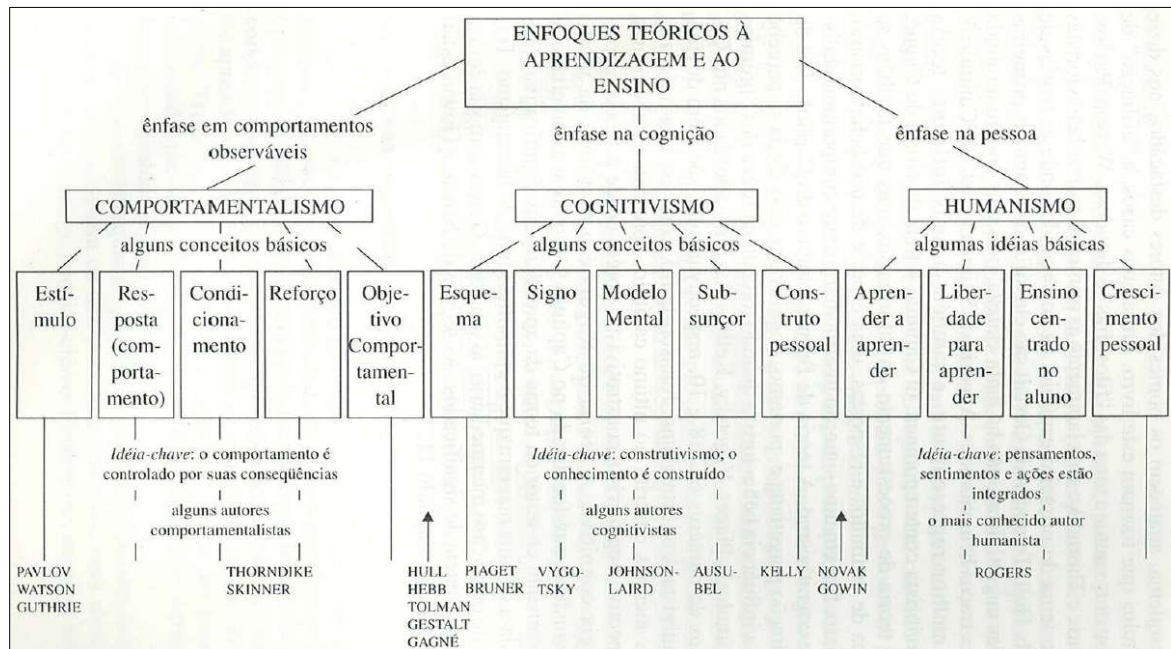 ENFOQUES TEÓRICOS À
APRENDIZAGEM E AO
ENSINO
ênfase em comportamentos
observáveis
ênfase na cognição
ênfase na pessoa
COMPORTAMENTALISMO
COGNITIVISMO
HUMANISMO
alguns conceitos básicos
alguns conceitos básicos
algumas idéias básicas
Estí-
mulo
Res-
posta
(com-
porta-
mento)
Condi-
ciona-
mento
Reforço
Obje-
tivo
Compor-
tamen-
tal
Esque-
ma
Signo
Modelo
Mental
Sub-
sunçor
Cons-
truto
pessoal
Apren-
der a
apren-
der
Liber-
dade
para
apren-
der
Ensino
cen-
trado
no
aluno
Cresci-
mento
pessoal
Idéia-chave: o comportamento é
controlado por suas conseqüências
alguns autores
comportamentalistas
Idéia-chave: construtivismo; o
conhecimento é construído
alguns autores
cognitivistas
Idéia-chave: pensamentos,
sentimentos e ações estão
integrados
o mais conhecido autor
humanista
PAVLOV
WATSON
GUTHRIE
THORNDIKE
SKINNER
HULL
HEBB
TOLMAN
GESTALT
GAGNÉ
PIAGET
BRUNER
VYGO-
TSKY
JOHNSON-
LAIRD
AUSU-
BEL
KELLY
NOVAK
GOWIN
ROGERS